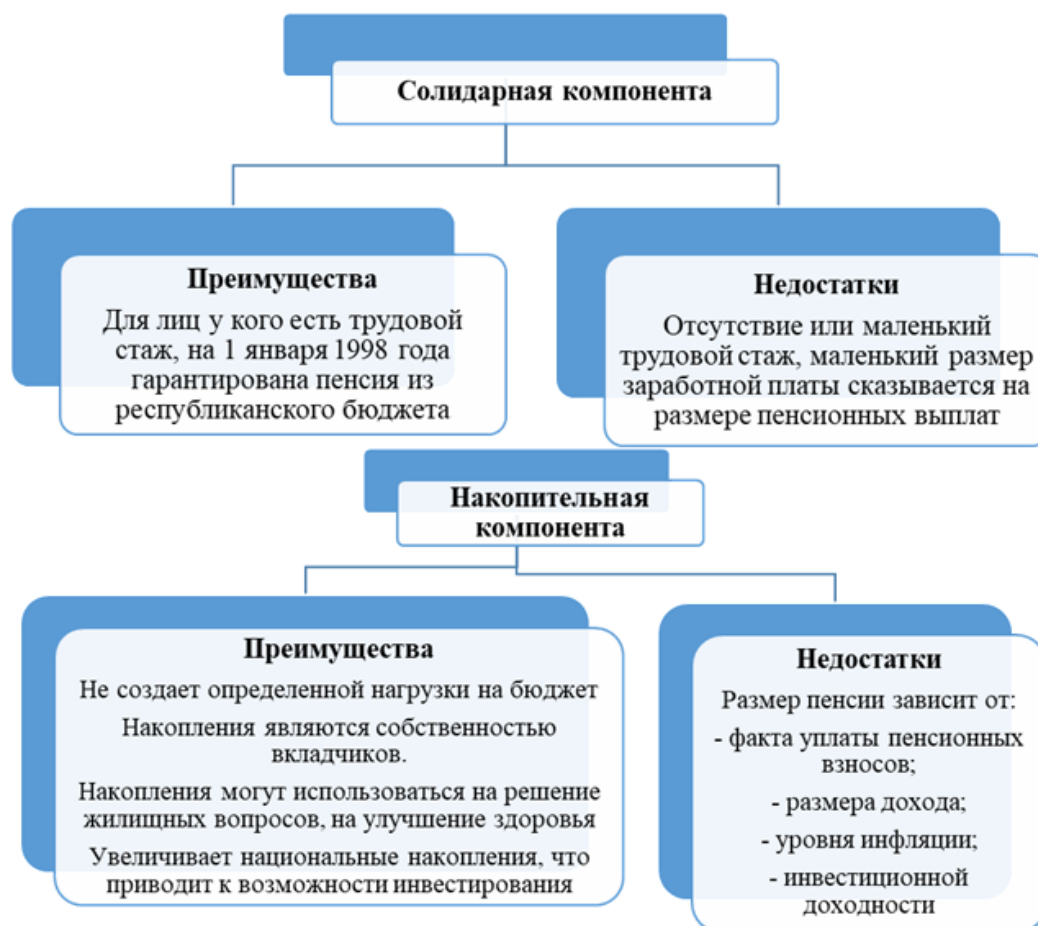 Солидарная компонента
Преимущества
Для лиц у кого есть трудовой
стаж, на 1 января 1998 года
гарантирована пенсия из
республиканского бюджета
Недостатки
Отсутствие или маленький
трудовой стаж, маленький размер
заработной платы сказывается на
размере пенсионных выплат
Накопительная
компонента
Преимущества
Не создает определенной нагрузки на бюджет
Накопления являются собственностью
вкладчиков.
Накопления могут использоваться на решение
жилищных вопросов, на улучшение здоровья
Увеличивает национальные накопления, что
приводит к возможности инвестирования
Недостатки
Размер пенсии зависит от:
- факта уплаты пенсионных
взносов;
- размера дохода;
- уровня инфляции;
- инвестиционной
доходности